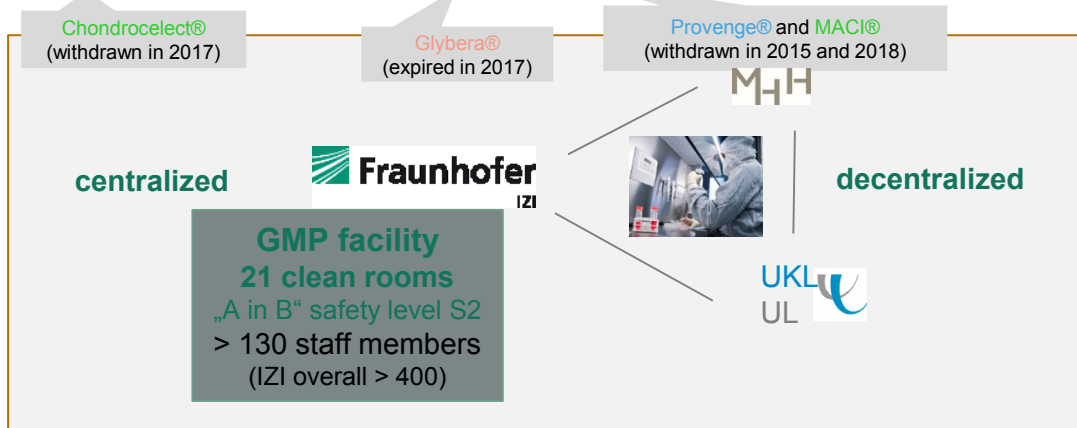 Chondrocelect®
(withdrawn in 2017)
Glybera®
(expired in 2017)
Provenge® and MACI®
(withdrawn in 2015 and 2018)
MHH
centralized
Fraunhofer
IZI
decentralized
GMP facility
21 clean rooms
„A in B“ safety level S2
> 130 staff members
(IZI overall > 400)
UKL
UL